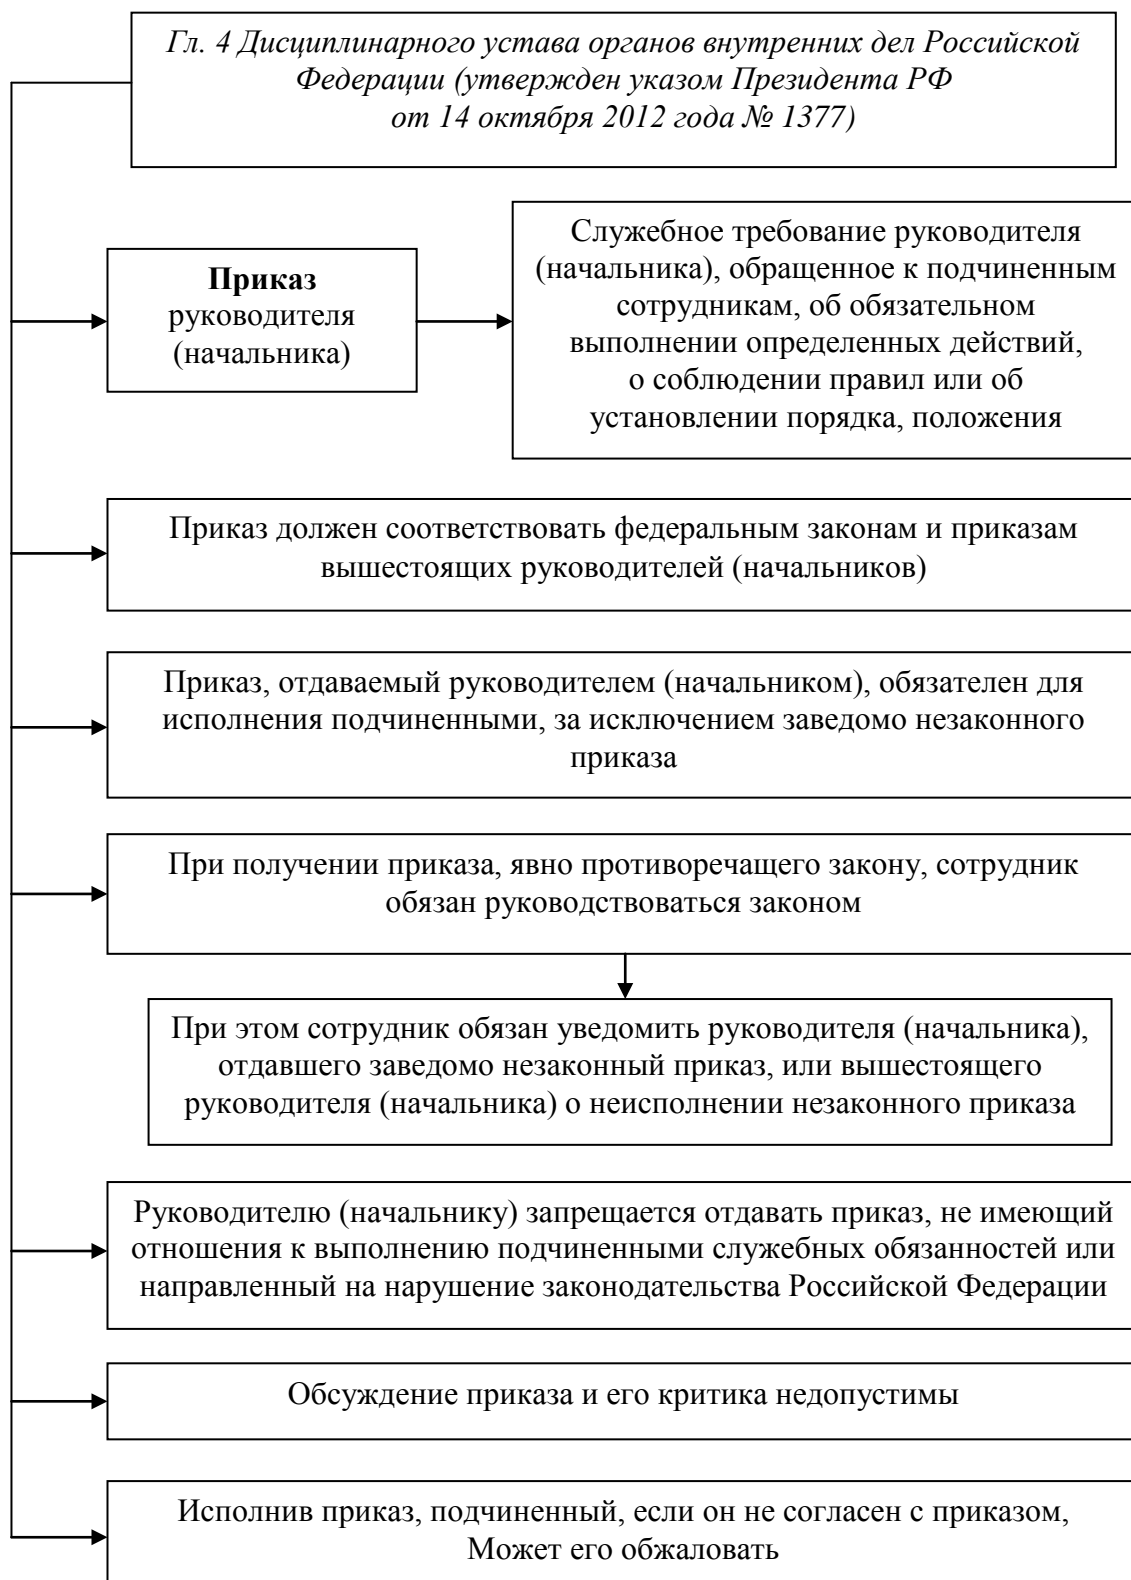 Гл. 4 Дисциплинарного устава органов внутренних дел Российской
Федерации (утвержден указом Президента РФ
от 14 октября 2012 года № 1377)
Приказ
руководителя
(начальника)
Служебное требование руководителя
(начальника), обращенное к подчиненным
сотрудникам, об обязательном
выполнении определенных действий,
о соблюдении правил или об
установлении порядка, положения
Приказ должен соответствовать федеральным законам и приказам
вышестоящих руководителей (начальников)
Приказ, отдаваемый руководителем (начальником), обязателен для
исполнения подчиненными, за исключением заведомо незаконного
приказа
При получении приказа, явно противоречащего закону, сотрудник
обязан руководствоваться законом
При этом сотрудник обязан уведомить руководителя (начальника),
отдавшего заведомо незаконный приказ, или вышестоящего
руководителя (начальника) о неисполнении незаконного приказа
Руководителю (начальнику) запрещается отдавать приказ, не имеющий
отношения к выполнению подчиненными служебных обязанностей или
направленный на нарушение законодательства Российской Федерации
Обсуждение приказа и его критика недопустимы
Исполнив приказ, подчиненный, если он не согласен с приказом,
Может его обжаловать